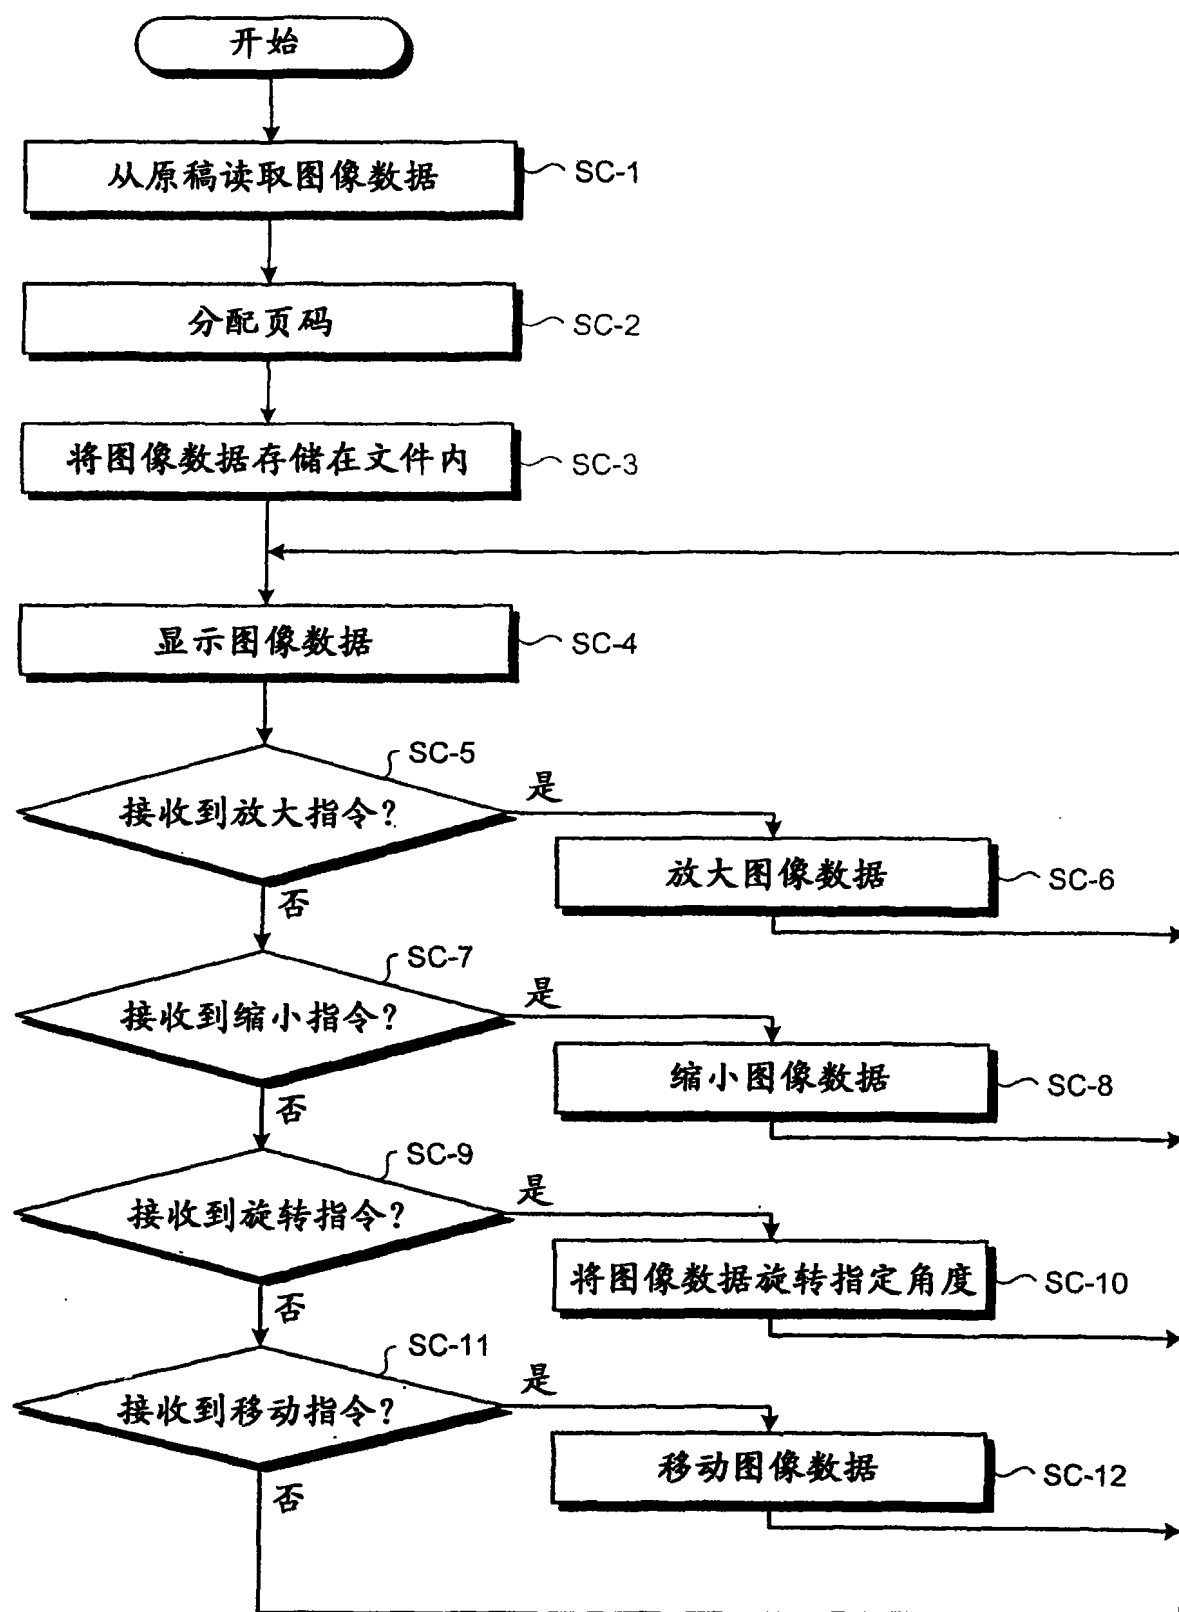 开始
从原稿读取图像数据
SC-1
分配页码
SC-2
将图像数据存储在文件内
SC-3
显示图像数据
SC-4
SC-5
接收到放大指令?
是
放大图像数据
SC-6
否
SC-7
接收到缩小指令?
是
缩小图像数据
SC-8
否
SC-9
接收到旋转指令?
是
将图像数据旋转指定角度
SC-10
否
SC-11
接收到移动指令?
是
移动图像数据
SC-12
否